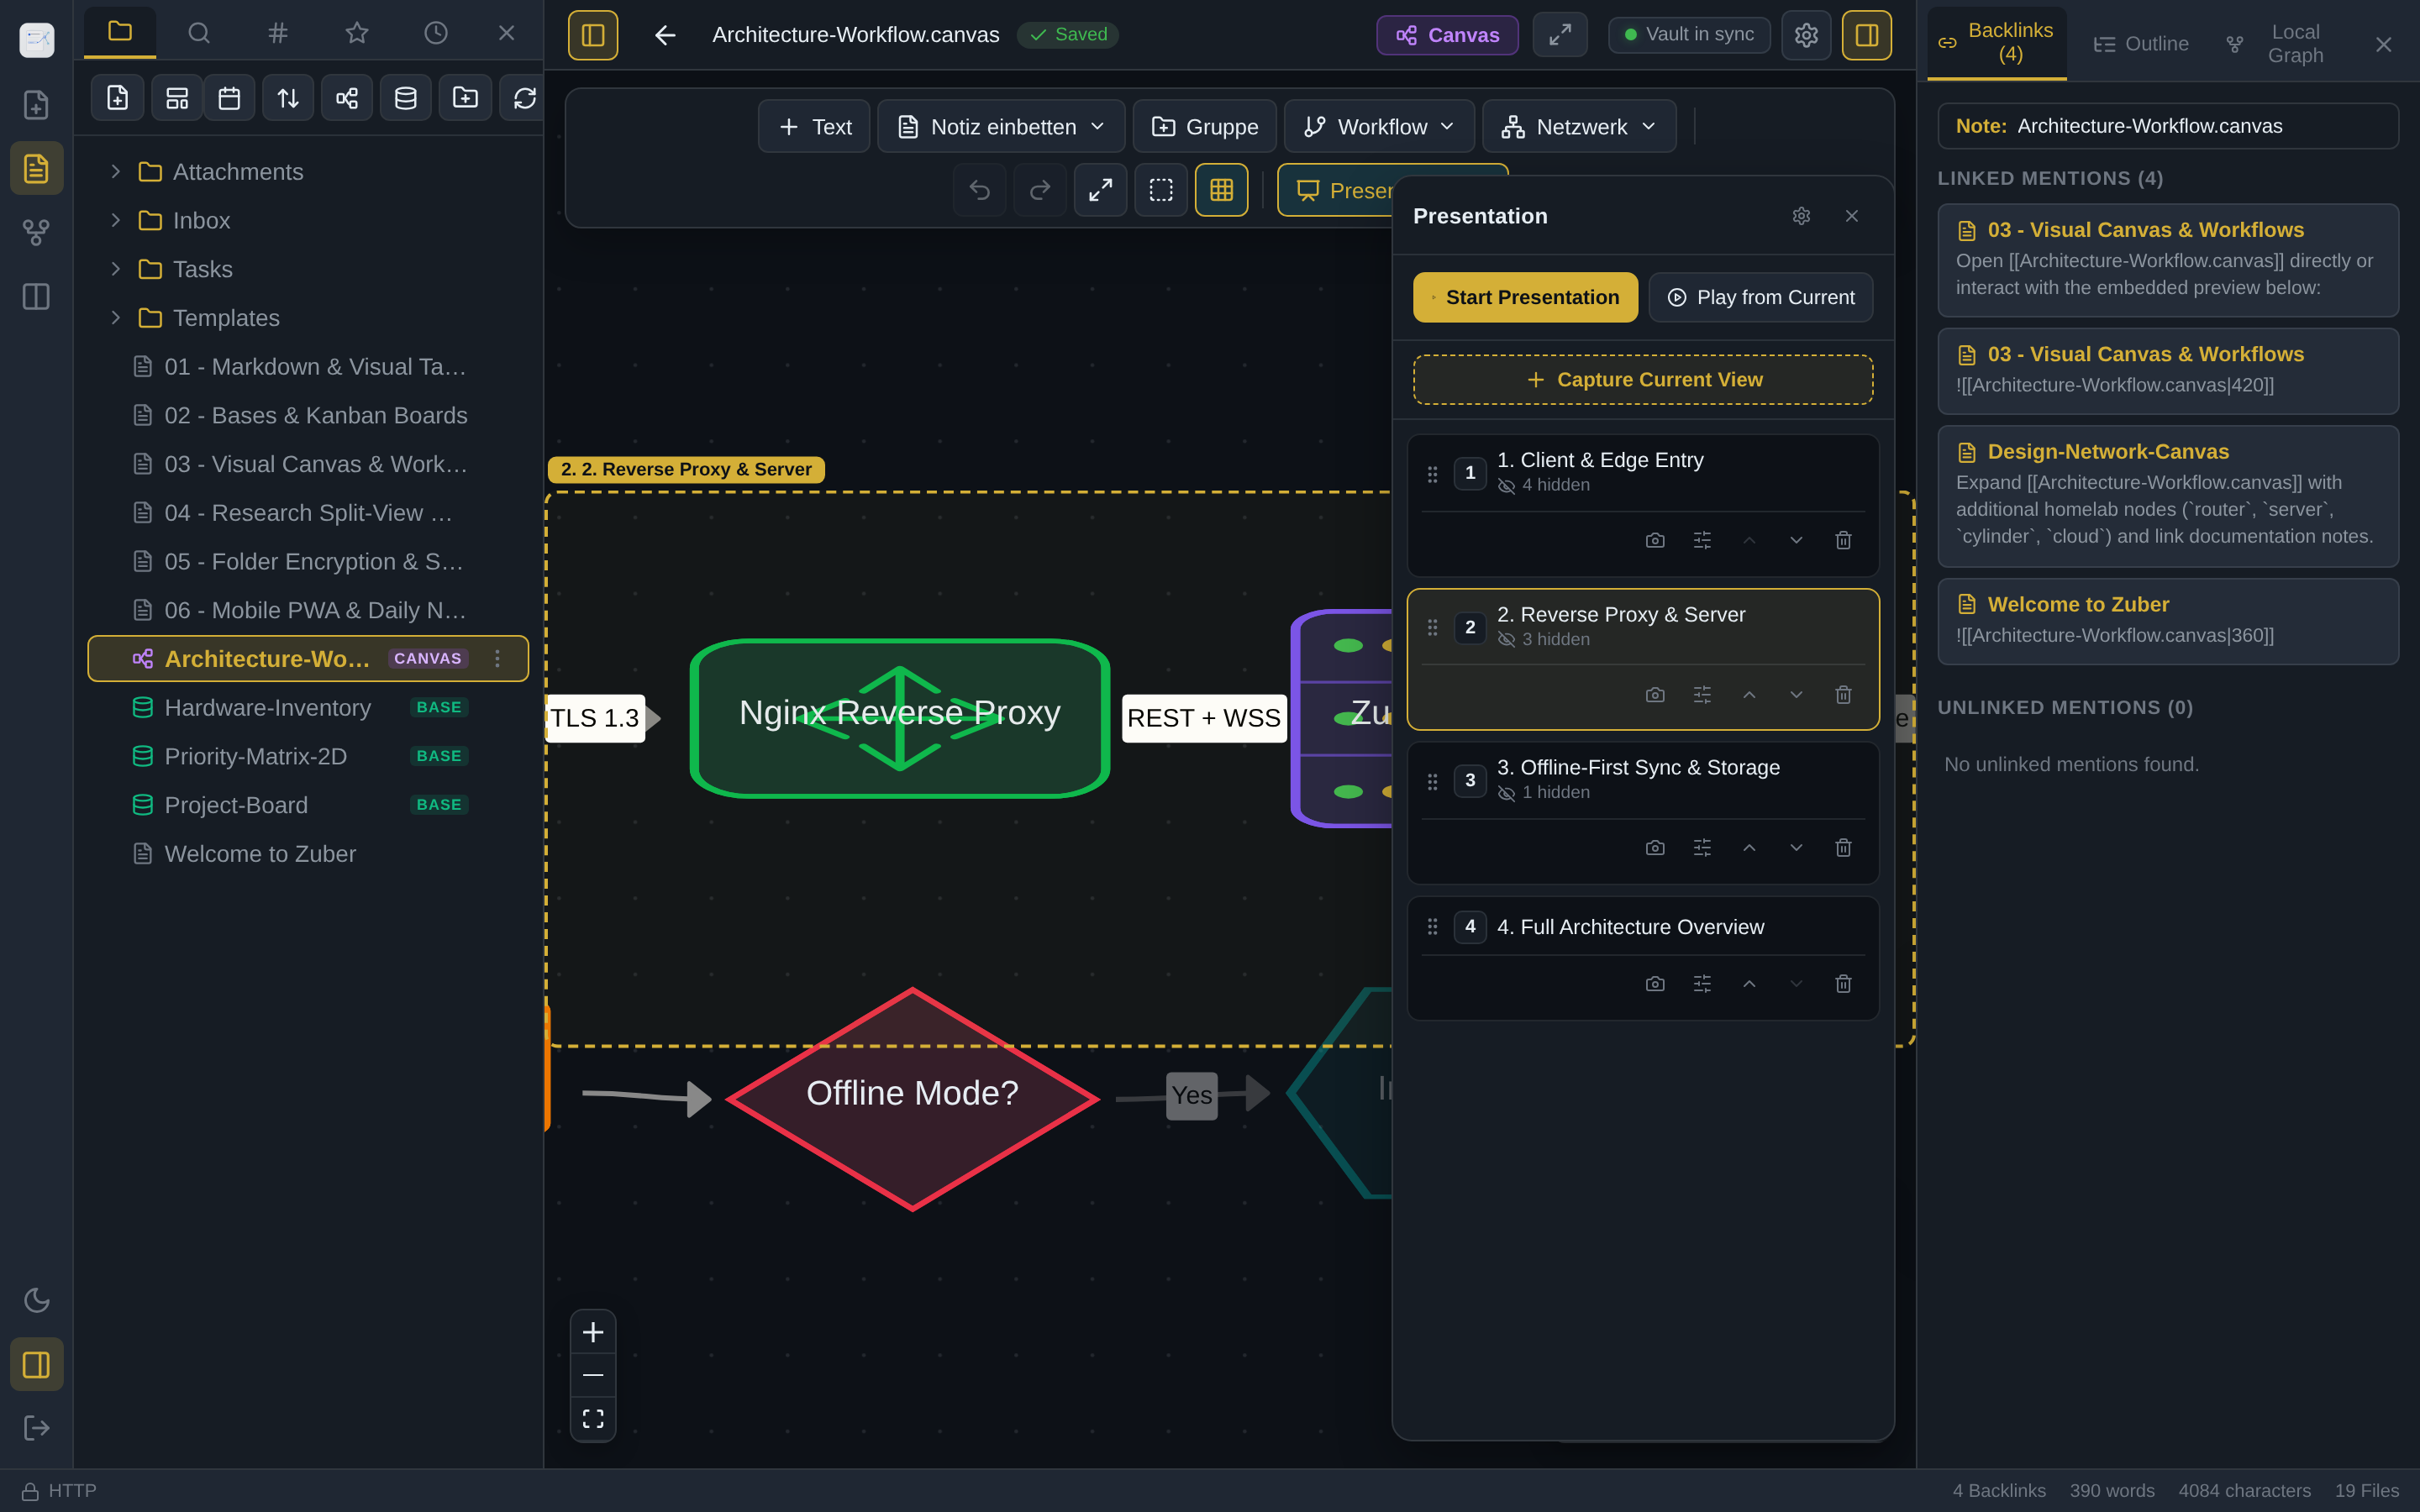 Architecture-Workflow.canvas
Saved
Canvas
Vault in sync
Backlinks
(4)
Outline
Local
Graph
Attachments
Inbox
Tasks
Templates
01 - Markdown & Visual Ta…
02 - Bases & Kanban Boards
03 - Visual Canvas & Work…
04 - Research Split-View …
05 - Folder Encryption & S…
06 - Mobile PWA & Daily N…
Architecture-Wo…
CANVAS
Hardware-Inventory
BASE
Priority-Matrix-2D
BASE
Project-Board
BASE
Welcome to Zuber
Text
Notiz einbetten
Gruppe
Workflow
Netzwerk
Presen
2. 2. Reverse Proxy & Server
TLS 1.3
Nginx Reverse Proxy
REST + WSS
Zu
e
Offline Mode?
Yes
Presentation
Start Presentation
Play from Current
Capture Current View
1
1. Client & Edge Entry
4 hidden
2
2. Reverse Proxy & Server
3 hidden
3
3. Offline-First Sync & Storage
1 hidden
4
4. Full Architecture Overview
Note: Architecture-Workflow.canvas
LINKED MENTIONS (4)
03 - Visual Canvas & Workflows
Open [[Architecture-Workflow.canvas]] directly or
interact with the embedded preview below:
03 - Visual Canvas & Workflows
![[Architecture-Workflow.canvas|420]]
Design-Network-Canvas
Expand [[Architecture-Workflow.canvas]] with
additional homelab nodes (`router`, `server`,
`cylinder`, `cloud`) and link documentation notes.
Welcome to Zuber
![[Architecture-Workflow.canvas|360]]
UNLINKED MENTIONS (0)
No unlinked mentions found.
HTTP
4 Backlinks
390 words
4084 characters
19 Files